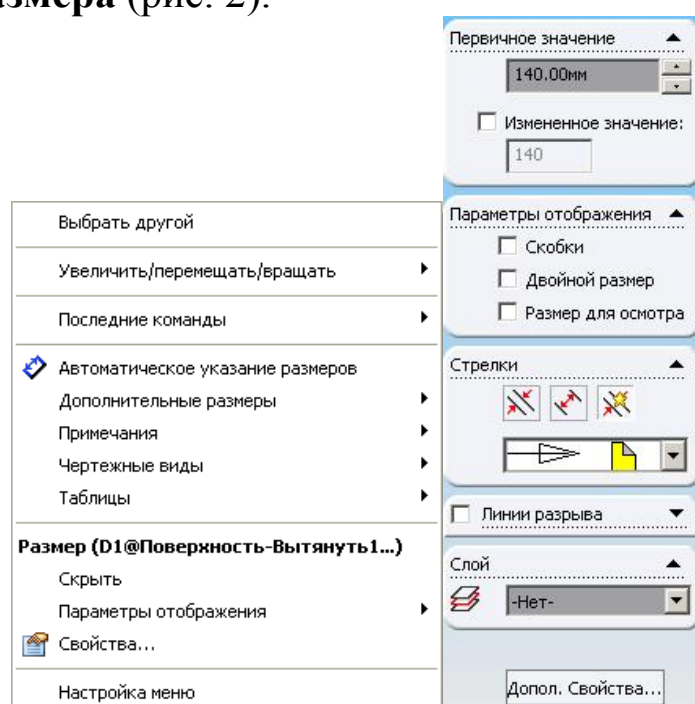 азмера (рис. 2).
Выбрать другой
Увеличить/перемещать/вращать
Последние команды
Автоматическое указание размеров
Дополнительные размеры
Примечания
Чертежные виды
Таблицы
Размер (D1@Поверхность-Вытянуть1...)
Скрыть
Параметры отображения
Свойства...
Настройка меню
Первичное значение
140.00мм
Измененное значение:
140
Параметры отображения
Скобки
Двойной размер
Размер для осмотра
Стрелки
Линии разрыва
Слой
-Нет-
Допол. Свойства...